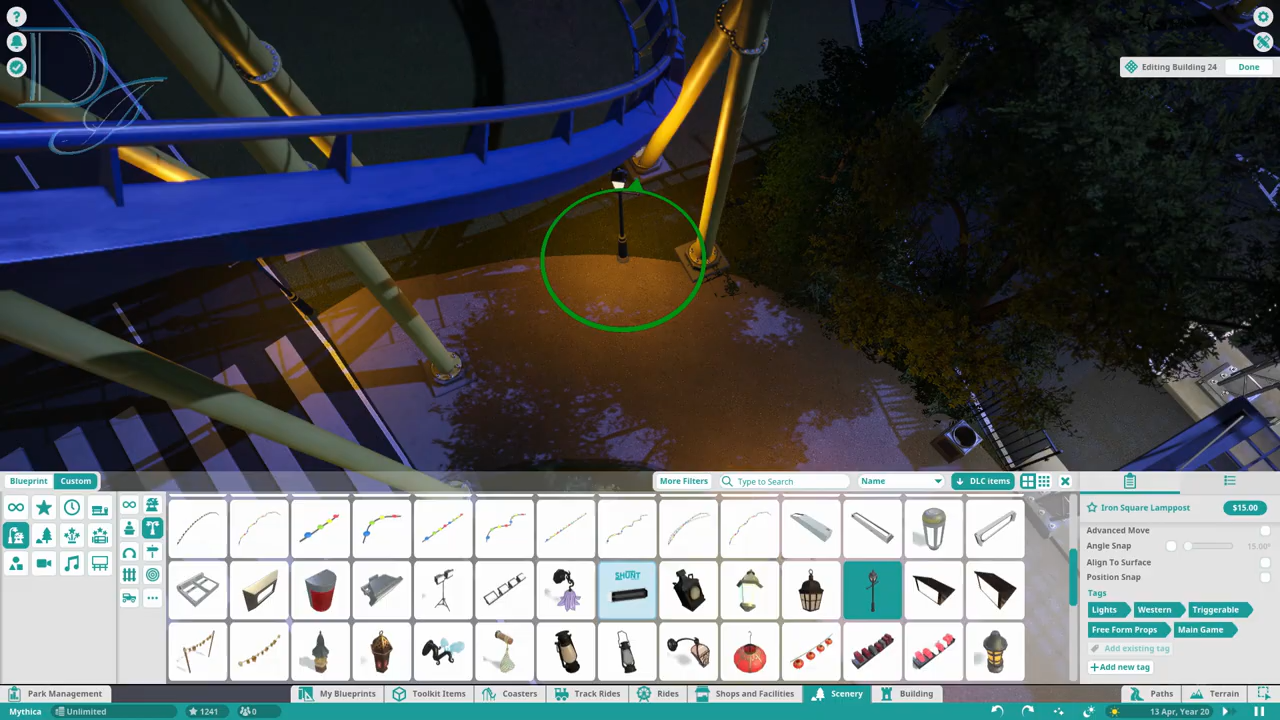 ?
DJ
Editing Building 24
Done
Blueprint
Custom
More Filters
Type to Search
Name
DLC items
SHUNT
Iron Square Lamppost
$15.00
Advanced Move
Angle Snap
15.00°
Align To Surface
Position Snap
Tags
Lights
Western
Triggerable
Free Form Props
Main Game
Add existing tag
+Add new tag
Park Management
My Blueprints
Toolkit Items
Coasters
Track Rides
Rides
Shops and Facilities
Scenery
Building
Paths
Terrain
Mythica
Unlimited
1241
0
13 Apr, Year 20